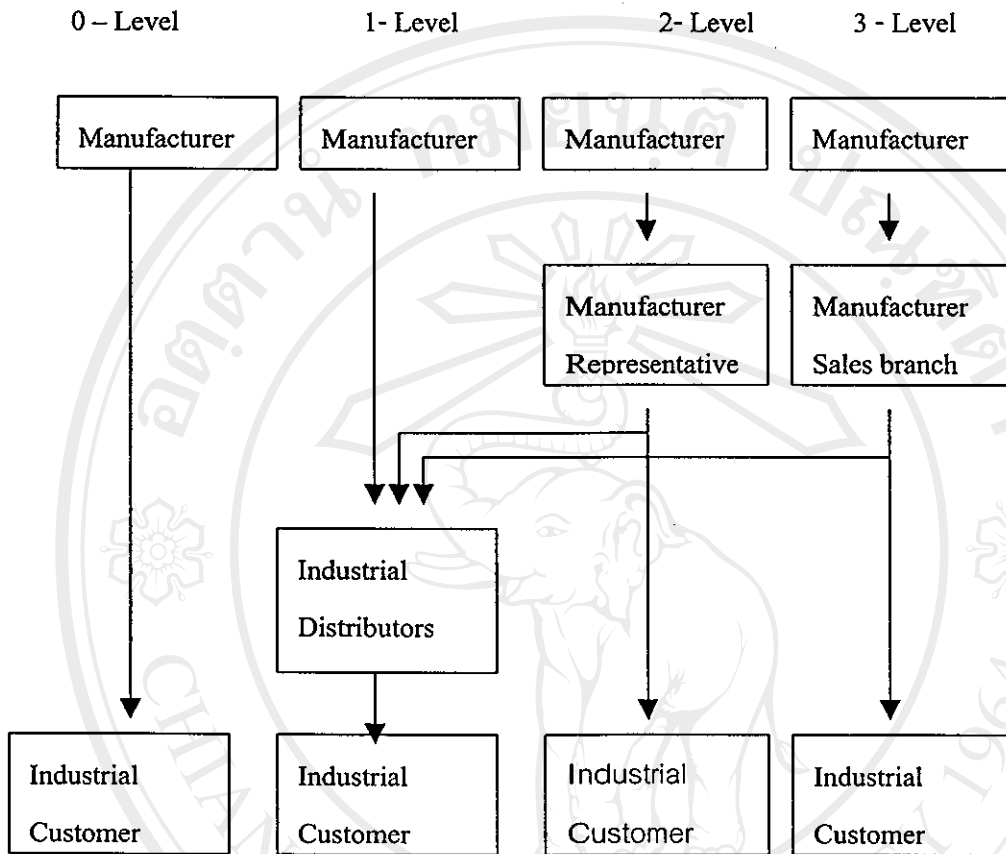 0 – Level 1- Level 2- Level 3 - Level
Manufacturer Manufacturer Manufacturer Manufacturer
Manufacturer Manufacturer
Representative Sales branch
Industrial
Distributors
Industrial Industrial Industrial Industrial
Customer Customer Customer Customer